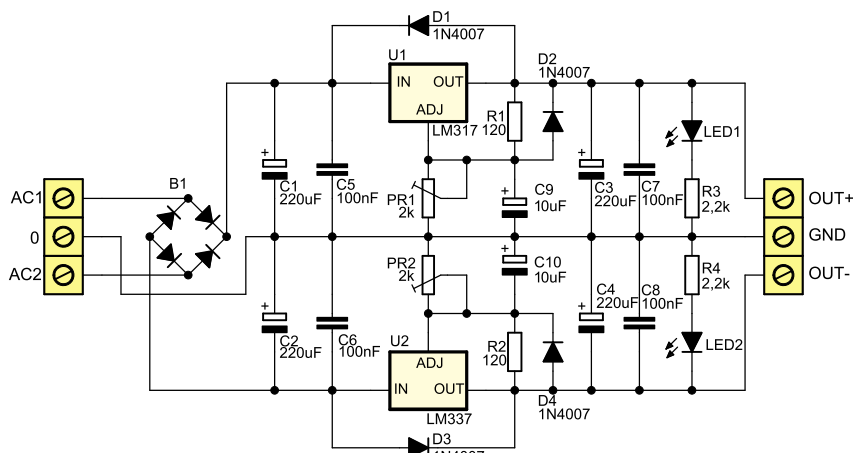 D1
1N4007
U1
IN
OUT
ADJ
LM317
D2
1N4007
R1
120
LED1
+
C1
220uF
C5
100nF
PR1
2k
+
C9
10uF
+
C3
220uF
C7
100nF
R3
2,2k
AC1
0
AC2
B1
OUT+
GND
OUT-
PR2
2k
+
C10
10uF
R4
2,2k
+
C2
220uF
C6
100nF
+
C4
220uF
C8
100nF
LED2
U2
ADJ
IN
OUT
LM337
R2
120
D4
1N4007
D3
1N4007